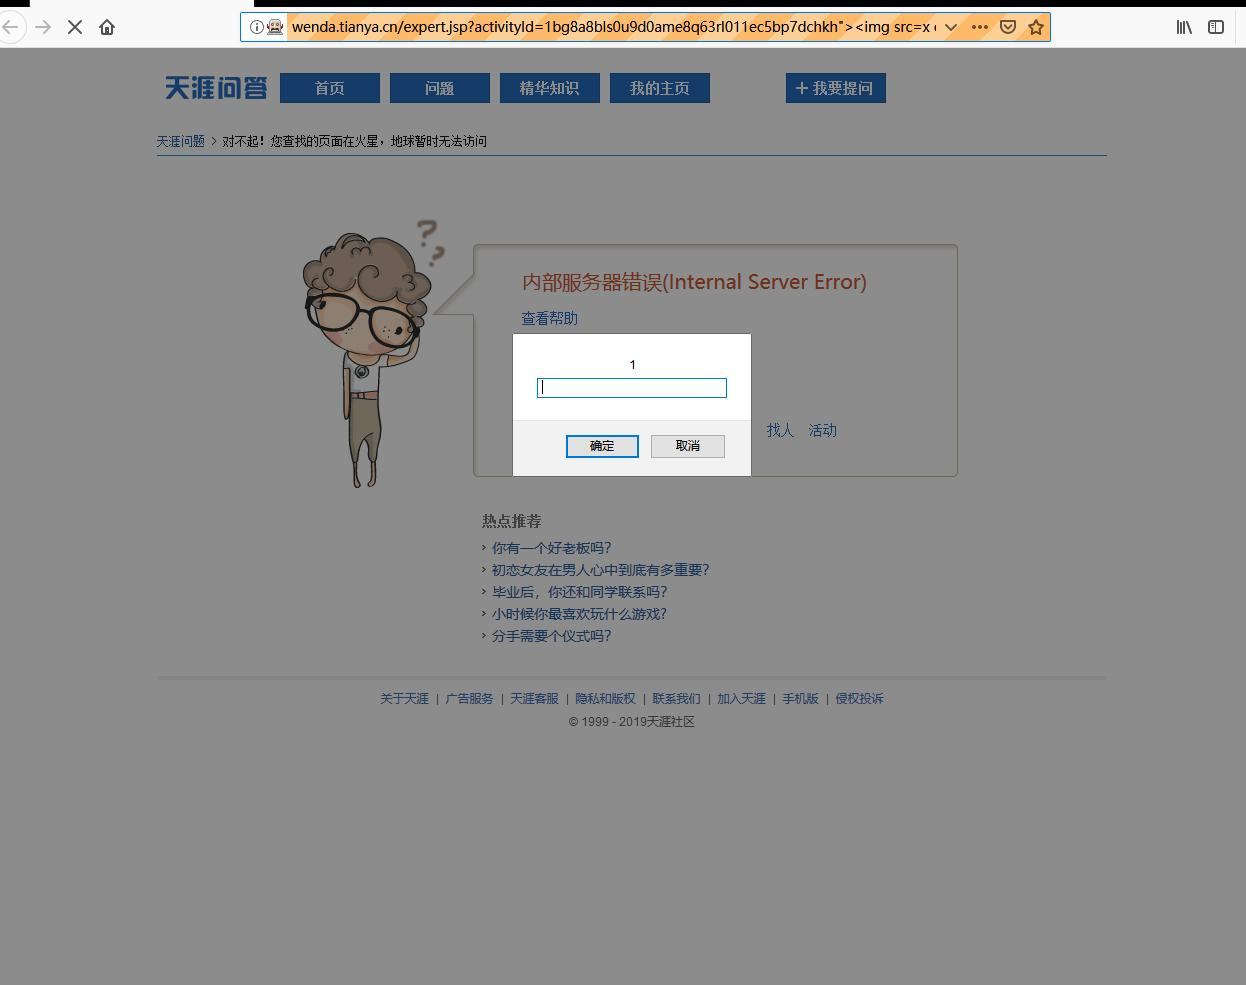 wenda.tianya.cn/expert.jsp?activityId=1bg8a8bls0u9d0ame8q63rl011ec5bp7dchkh"><img src=x
天涯问答 首页 问题 精华知识 我的主页 + 我要提问
天涯问题 > 对不起！您查找的页面在火星，地球暂时无法访问
? ?
内部服务器错误(Internal Server Error)
查看帮助
1
找人 活动
确定 取消
热点推荐
› 你有一个好老板吗?
› 初恋女友在男人心中到底有多重要?
› 毕业后，你还和同学联系吗?
› 小时候你最喜欢玩什么游戏?
› 分手需要个仪式吗?
关于天涯 | 广告服务 | 天涯客服 | 隐私和版权 | 联系我们 | 加入天涯 | 手机版 | 侵权投诉
© 1999 - 2019天涯社区